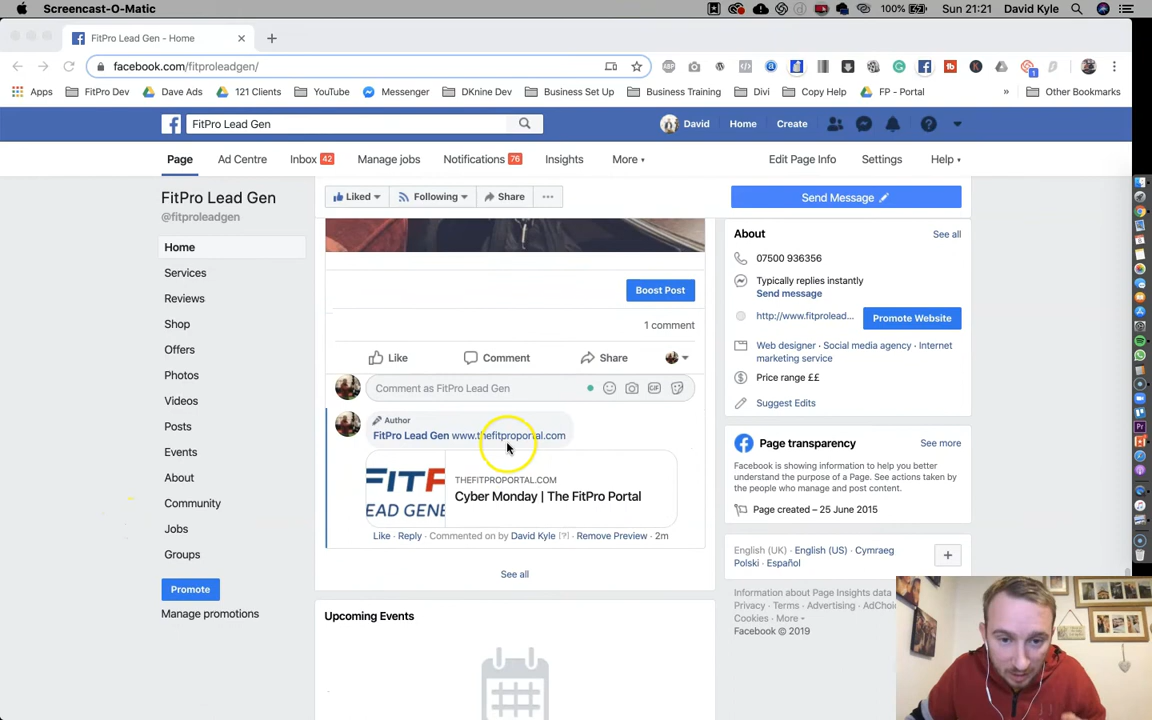 Screencast-O-Matic
100%
Sun 21:21
David Kyle
FitPro Lead Gen - Home
facebook.com/fitproleadgen/
1
Apps
FitPro Dev
Dave Ads
121 Clients
YouTube
Messenger
DKnine Dev
Business Set Up
Business Training
Divi
Copy Help
FP - Portal
»
Other Bookmarks
FitPro Lead Gen
David
Home
Create
Page
Ad Centre
Inbox 42
Manage jobs
Notifications 76
Insights
More
Edit Page Info
Settings
Help
FitPro Lead Gen
@fitproleadgen
Home
Services
Reviews
Shop
Offers
Photos
Videos
Posts
Events
About
Community
Jobs
Groups
Promote
Manage promotions
Liked
Following
Share
Send Message
Boost Post
1 comment
Like
Comment
Share
Comment as FitPro Lead Gen
GIF
Author
FitPro Lead Gen www.thefitproportal.com
FITP
LEAD GENE
THEFITPROPORTAL.COM
Cyber Monday | The FitPro Portal
Like · Reply · Commented on by David Kyle [?] · Remove Preview · 2m
See all
Upcoming Events
About
See all
07500 936356
Typically replies instantly
Send message
http://www.fitprolead...
Promote Website
Web designer · Social media agency · Internet
marketing service
Price range ££
Suggest Edits
Page transparency
See more
Facebook is showing information to help you better
understand the purpose of a Page. See actions taken by
the people who manage and post content.
Page created – 25 June 2015
English (UK) · English (US) · Cymraeg
Polski · Español
Information about Page Insights data
Privacy · Terms · Advertising · AdChoic
Cookies · More
Facebook © 2019